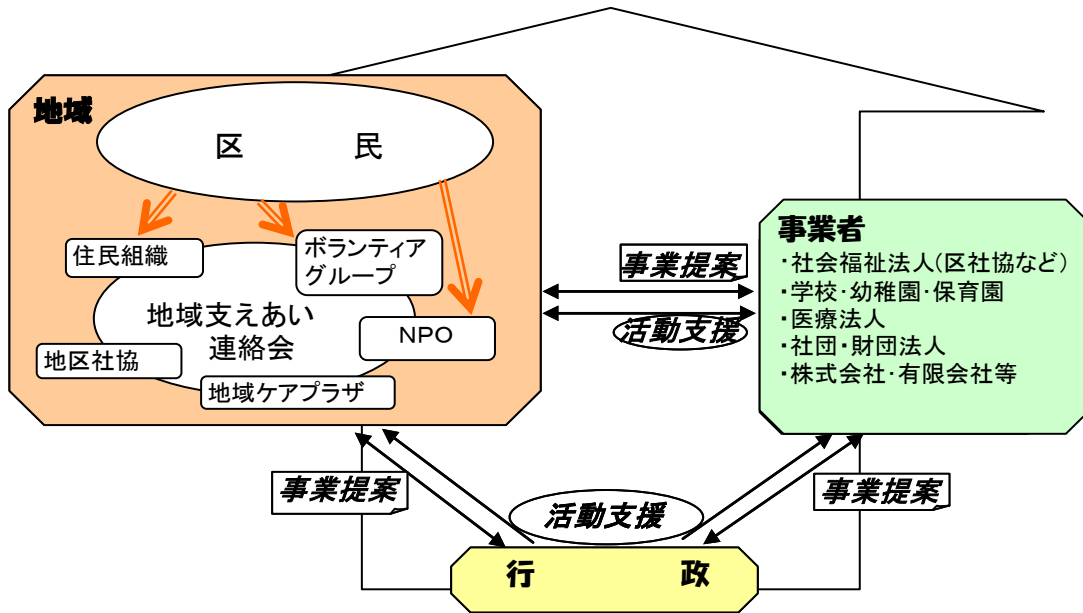 地域
区　　　民
住民組織
ボランティア
グループ
地域支えあい
連絡会
NPO
地区社協
地域ケアプラザ
事業提案
活動支援
事業者
・社会福祉法人(区社協など)
・学校・幼稚園・保育園
・医療法人
・社団・財団法人
・株式会社・有限会社等
事業提案
活動支援
事業提案
行　　　政